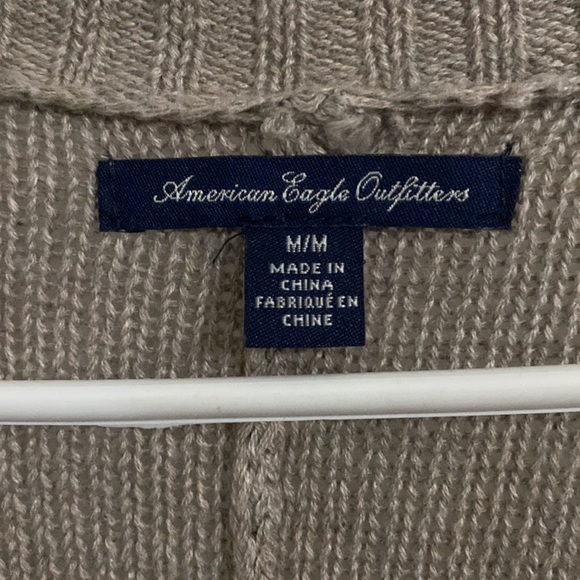 American Eagle Outfitters
M/M
MADE IN
CHINA
FABRIQUÉ EN
CHINE